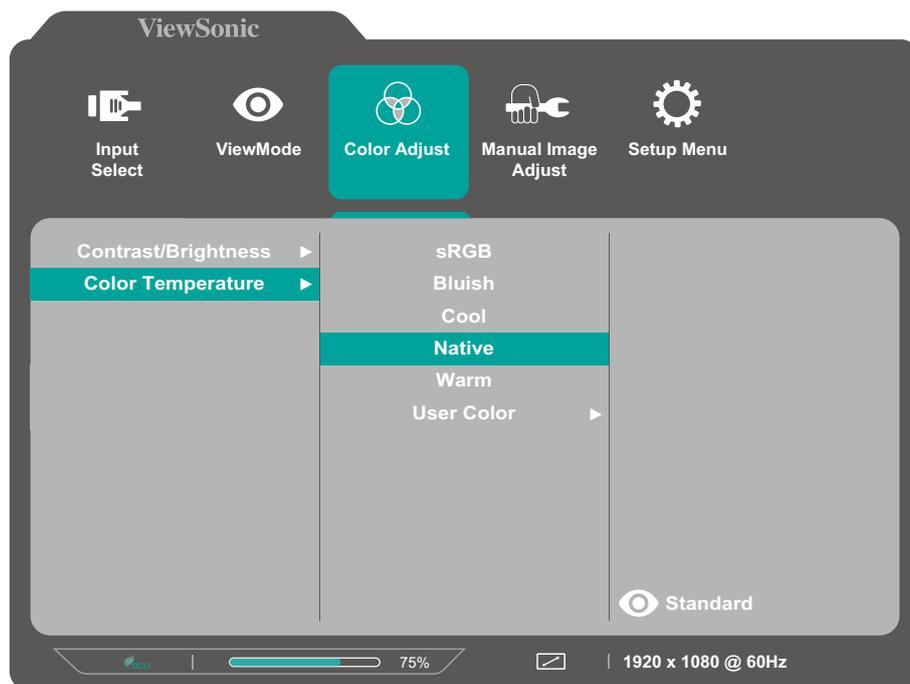 ViewSonic
Input
Select
ViewMode
Color Adjust
Manual Image
Adjust
Setup Menu
Contrast/Brightness
Color Temperature
sRGB
Bluish
Cool
Native
Warm
User Color
Standard
eco
75%
1920 x 1080 @ 60Hz